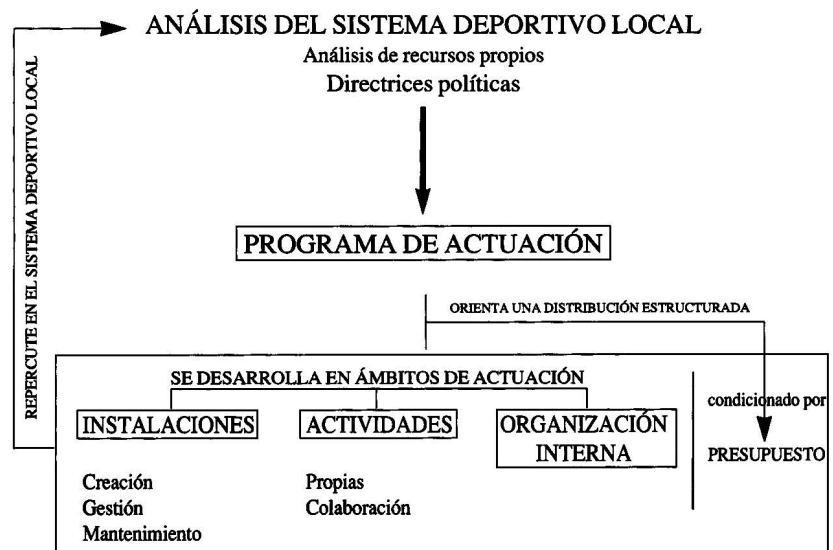 ANÁLISIS DEL SISTEMA DEPORTIVO LOCAL
Análisis de recursos propios
Directrices políticas
REPERCUTE EN EL SISTEMA DEPORTIVO LOCAL
PROGRAMA DE ACTUACIÓN
ORIENTA UNA DISTRIBUCIÓN ESTRUCTURADA
SE DESARROLLA EN ÁMBITOS DE ACTUACIÓN
INSTALACIONES
Creación
Gestión
Mantenimiento
ACTIVIDADES
Propias
Colaboración
ORGANIZACIÓN
INTERNA
condicionado por
PRESUPUESTO